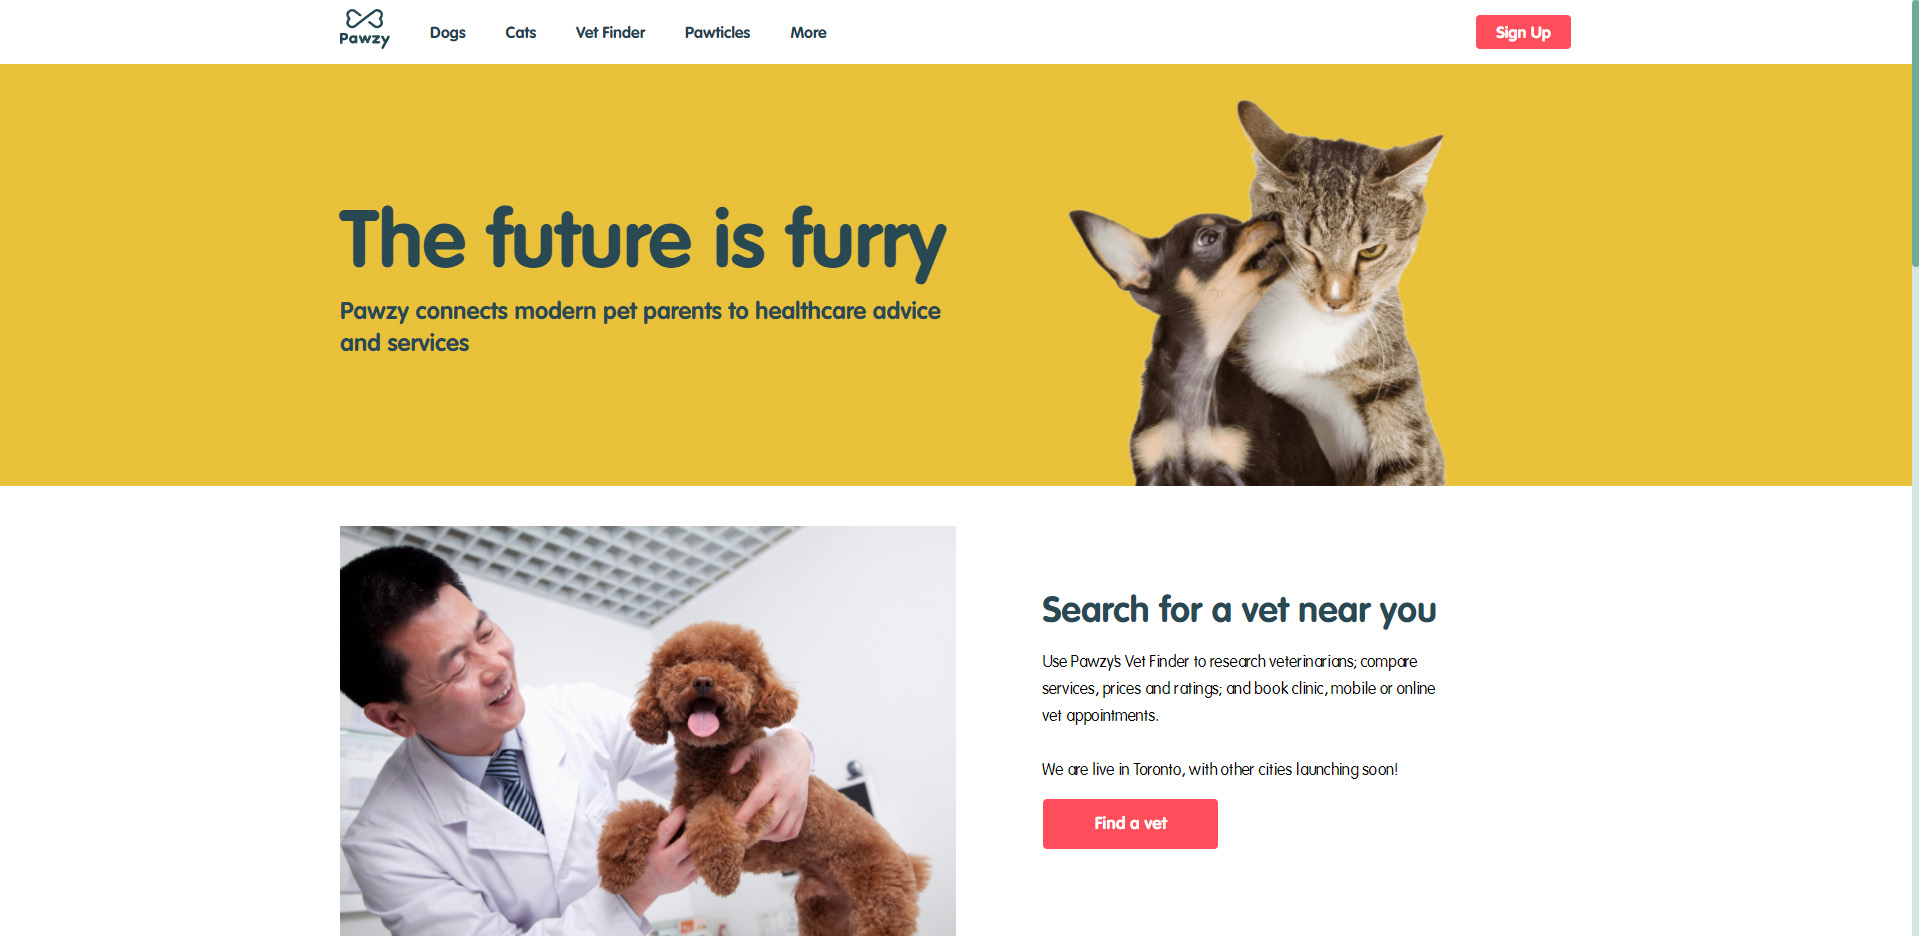 Pawzy
Dogs
Cats
Vet Finder
Pawticles
More
Sign Up
The future is furry
Pawzy connects modern pet parents to healthcare advice
and services
Search for a vet near you
Use Pawzy's Vet Finder to research veterinarians; compare
services, prices and ratings; and book clinic, mobile or online
vet appointments.
We are live in Toronto, with other cities launching soon!
Find a vet